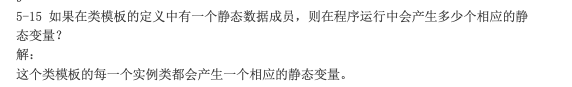 5-15 如果在类模板的定义中有一个静态数据成员，则在程序运行中会产生多少个相应的静
态变量？
解：
这个类模板的每一个实例类都会产生一个相应的静态变量。